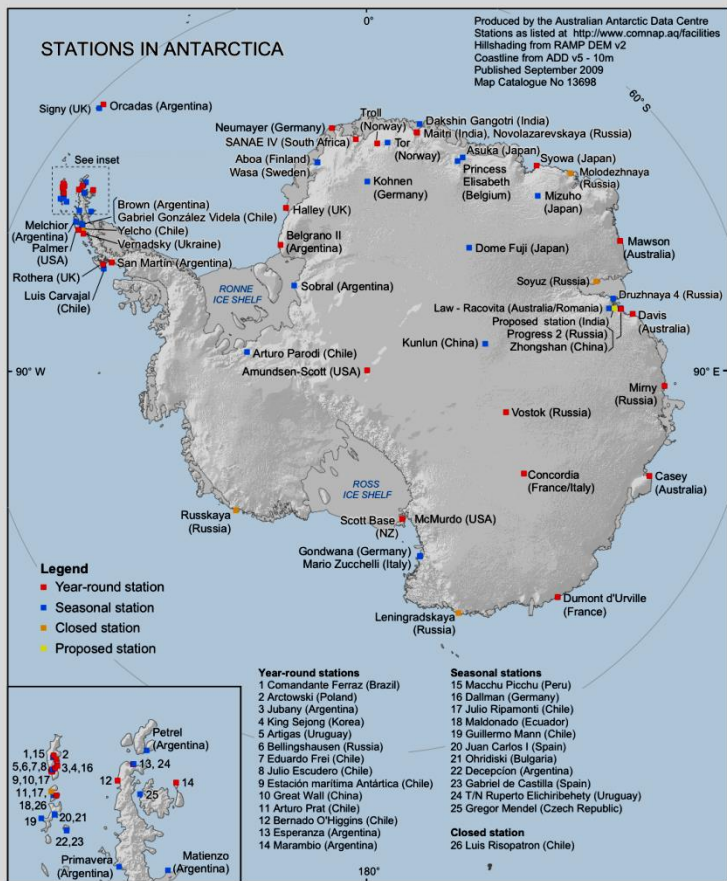 0°
STATIONS IN ANTARCTICA
Produced by the Australian Antarctic Data Centre
Stations as listed at http://www.comnap.aq/facilities
Hillshading from RAMP DEM v2
Coastline from ADD v5 - 10m
Published September 2009
Map Catalogue No 13698
60° S
Signy (UK)
Orcadas (Argentina)
Troll
(Norway)
Neumayer (Germany)
SANAE IV (South Africa)
Dakshin Gangotri (India)
Maitri (India), Novolazarevskaya (Russia)
Tor
(Norway)
Asuka (Japan)
Syowa (Japan)
Aboa (Finland)
Wasa (Sweden)
Princess
Elisabeth
(Belgium)
Molodezhnaya
(Russia)
See inset
Kohnen
(Germany)
Mizuho
(Japan)
Brown (Argentina)
Gabriel González Videla (Chile)
Yelcho (Chile)
Vernadsky (Ukraine)
Melchior
(Argentina)
Palmer
(USA)
Halley (UK)
Belgrano II
(Argentina)
Dome Fuji (Japan)
Mawson
(Australia)
Rothera (UK)
San Martín (Argentina)
Luis Carvajal
(Chile)
RONNE
ICE SHELF
Sobral (Argentina)
Soyuz (Russia)
Druzhnaya 4 (Russia)
Law - Racovita (Australia/Romania)
Proposed station (India)
Progress 2 (Russia)
Zhongshan (China)
Davis
(Australia)
Arturo Parodi (Chile)
Kunlun (China)
90° W
Amundsen-Scott (USA)
90° E
Mirny
(Russia)
Vostok (Russia)
Concordia
(France/Italy)
Casey
(Australia)
ROSS
ICE SHELF
Russkaya
(Russia)
Scott Base
(NZ)
McMurdo (USA)
Gondwana (Germany)
Mario Zucchelli (Italy)
Dumont d'Urville
(France)
Leningradskaya
(Russia)
Legend
Year-round station
Seasonal station
Closed station
Proposed station
Petrel
(Argentina)
1,15
2
5,6,7,8
3,4,16
9,10,17
11,17,
18,26
19
20,21
22,23
13, 24
12
14
25
Primavera
(Argentina)
Matienzo
(Argentina)
Year-round stations
1 Comandante Ferraz (Brazil)
2 Arctowski (Poland)
3 Jubany (Argentina)
4 King Sejong (Korea)
5 Artigas (Uruguay)
6 Bellingshausen (Russia)
7 Eduardo Frei (Chile)
8 Julio Escudero (Chile)
9 Estación marítima Antártica (Chile)
10 Great Wall (China)
11 Arturo Prat (Chile)
12 Bernado O'Higgins (Chile)
13 Esperanza (Argentina)
14 Marambio (Argentina)
Seasonal stations
15 Macchu Picchu (Peru)
16 Dallman (Germany)
17 Julio Ripamonti (Chile)
18 Maldonado (Ecuador)
19 Guillermo Mann (Chile)
20 Juan Carlos I (Spain)
21 Ohridiski (Bulgaria)
22 Decepcíon (Argentina)
23 Gabriel de Castilla (Spain)
24 T/N Ruperto Elichiribehety (Uruguay)
25 Gregor Mendel (Czech Republic)
Closed station
26 Luis Risopatron (Chile)
180°